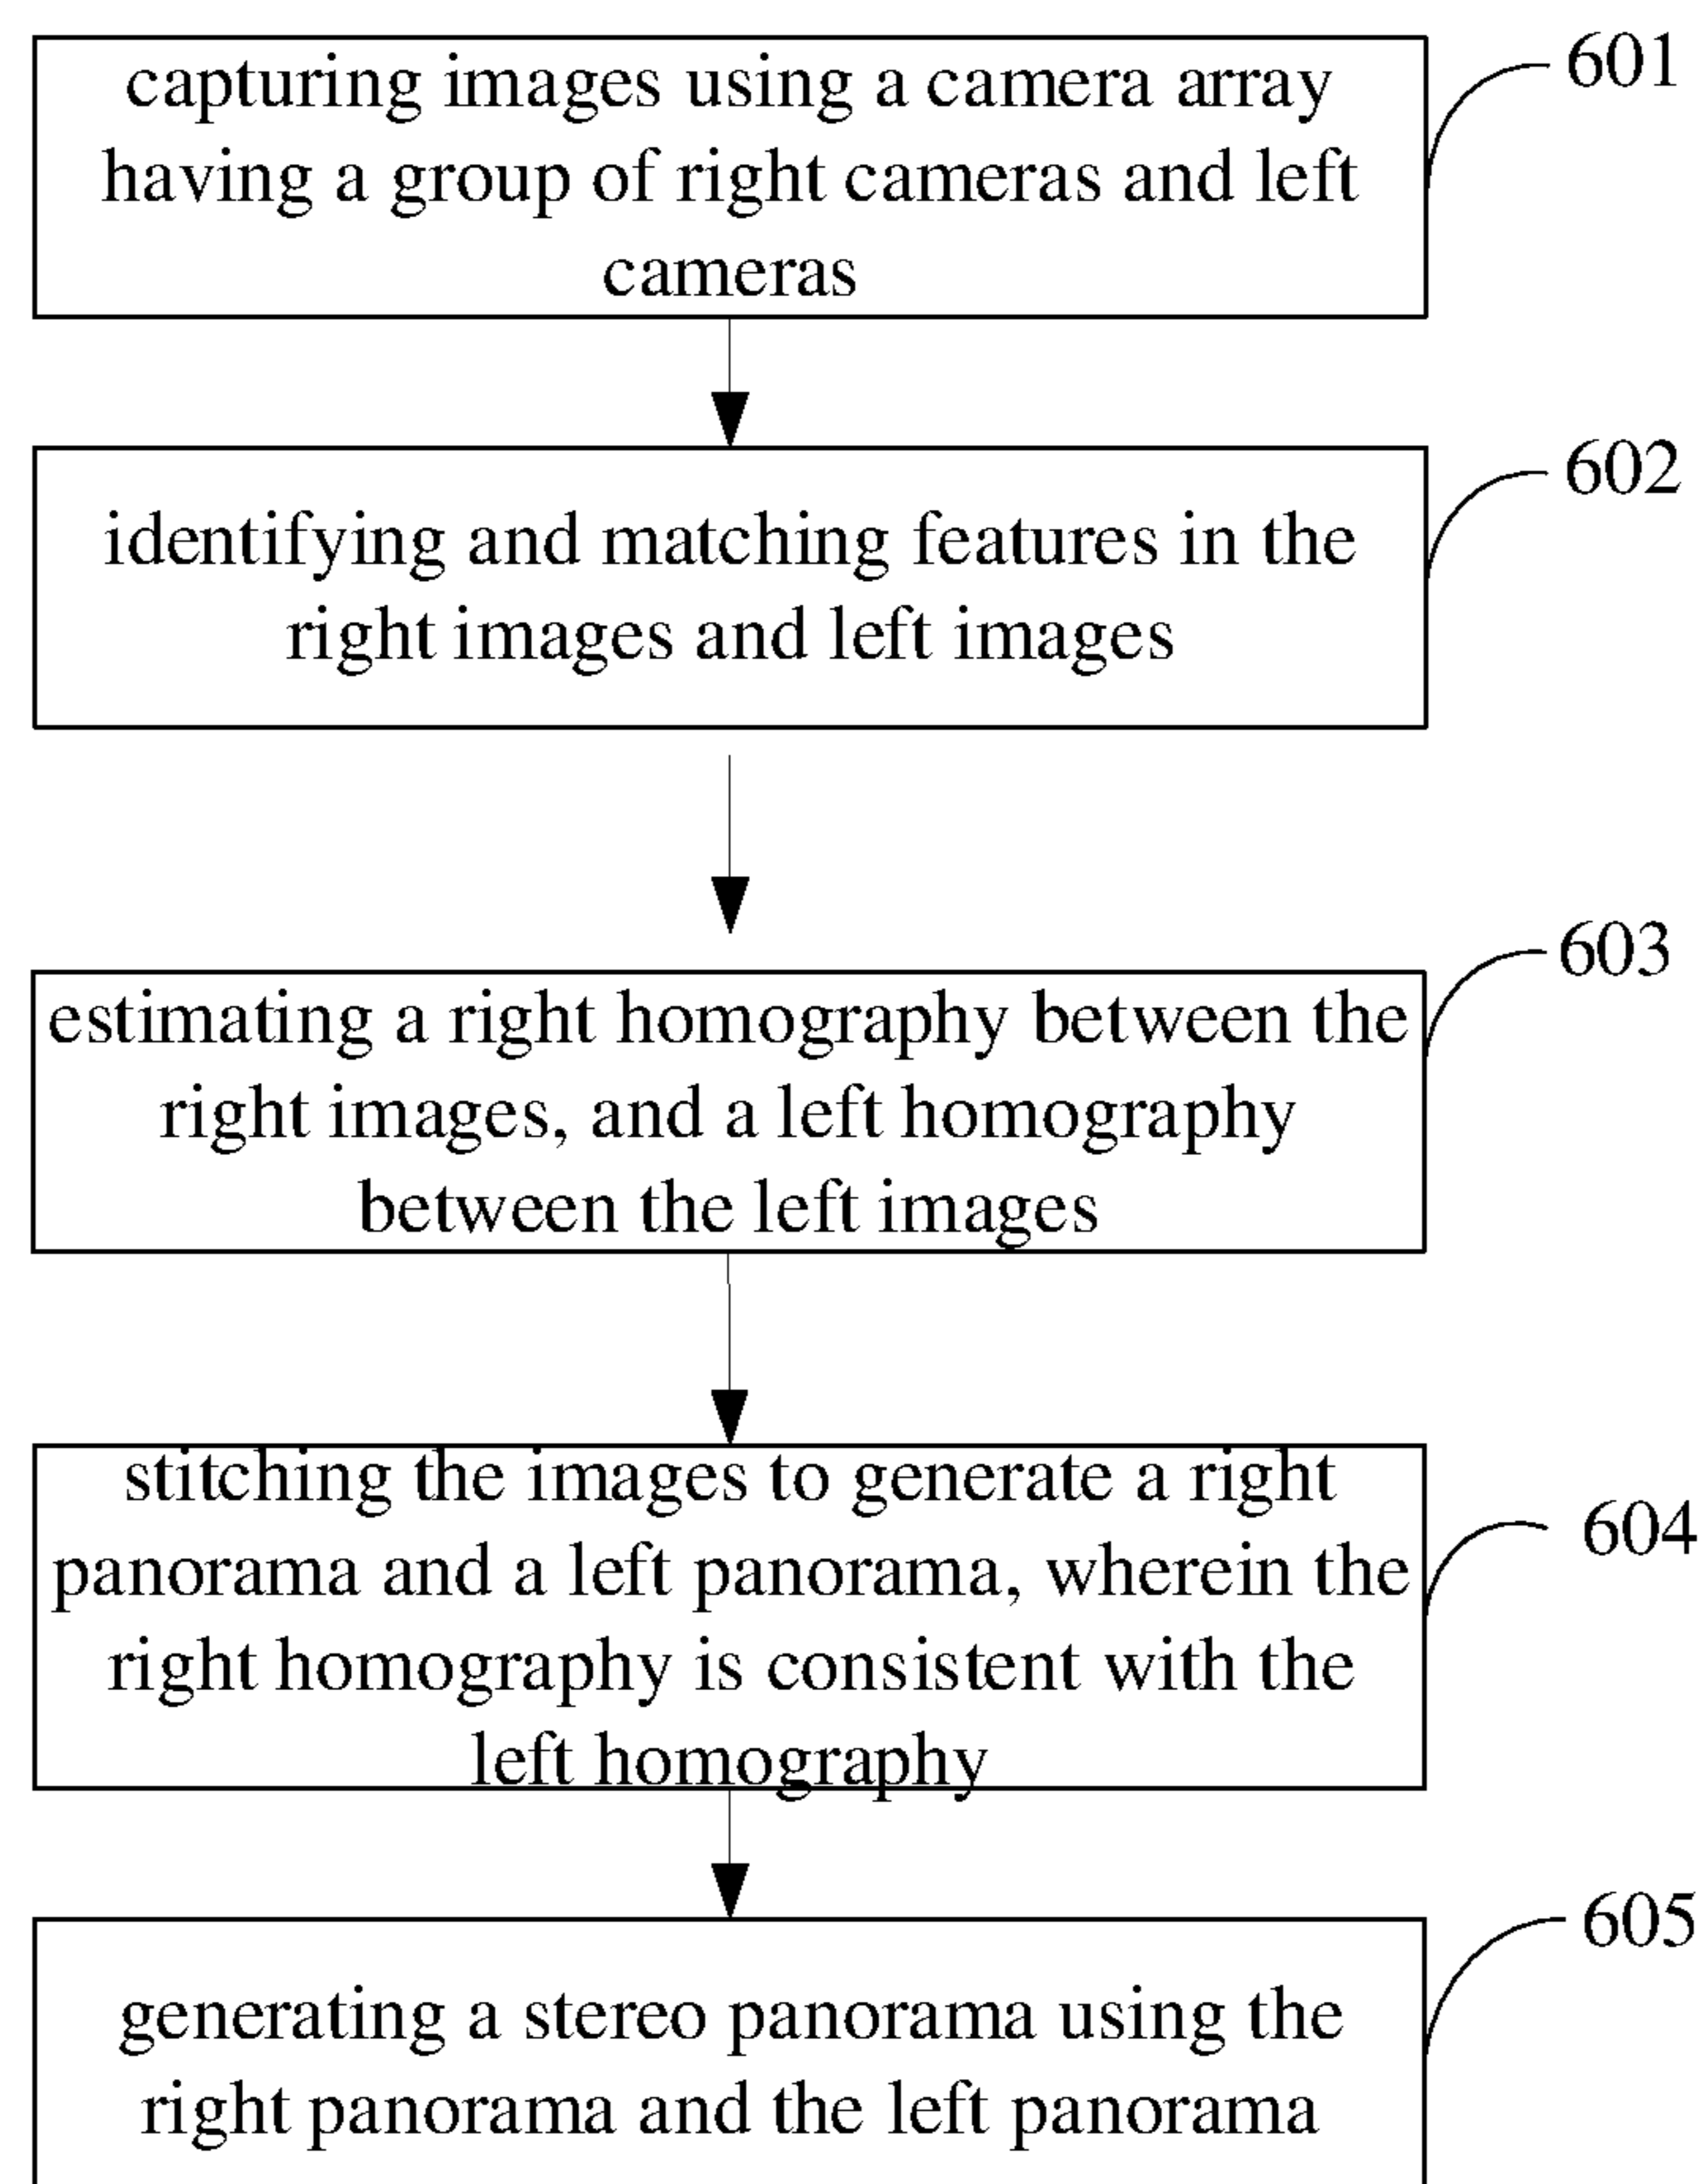 capturing images using a camera array
having a group of right cameras and left
cameras
601
identifying and matching features in the
right images and left images
602
estimating a right homography between the
right images, and a left homography
between the left images
603
stitching the images to generate a right
panorama and a left panorama, wherein the
right homography is consistent with the
left homography
604
generating a stereo panorama using the
right panorama and the left panorama
605